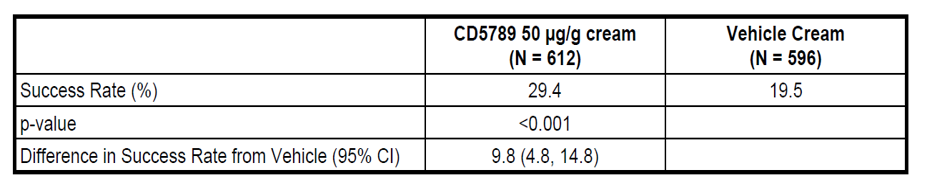 CD5789 50 µg/g cream Vehicle Cream
(N = 612) (N = 596)
Success Rate (%) 29.4 19.5
p-value <0.001
Difference in Success Rate from Vehicle (95% CI) 9.8 (4.8, 14.8)